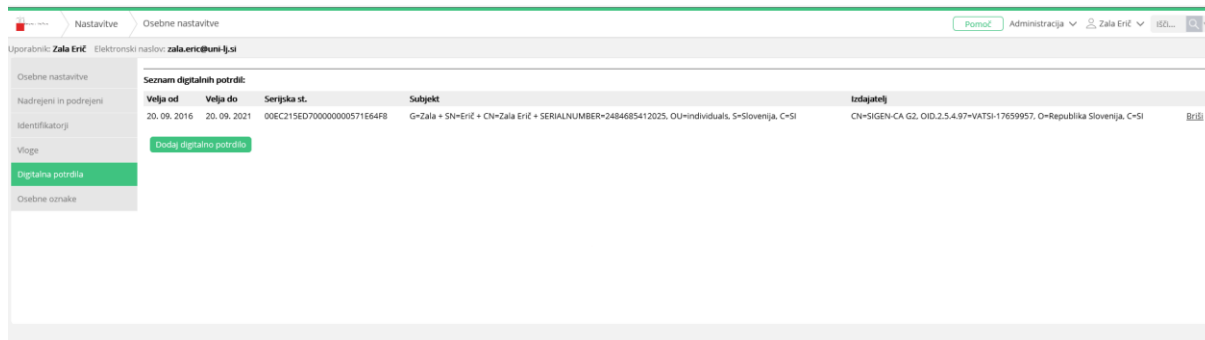 Nastavitve Osebne nastavitve Pomoč Administracija Zala Erič Išči...
Uporabnik: Zala Erič Elektronski naslov: zala.eric@uni-lj.si
Osebne nastavitve
Nadrejeni in podrejeni
Identifikatorji
Vloge
Digitalna potrdila
Osebne oznake
Seznam digitalnih potrdil:
Velja od Velja do Serijska st. Subjekt Izdajatelj
20. 09. 2016 20. 09. 2021 00EC215ED700000000571E64F8 G=Zala + SN=Erič + CN=Zala Erič + SERIALNUMBER=2484685412025, OU=individuals, S=Slovenija, C=SI CN=SIGEN-CA G2, OID.2.5.4.97=VATSI-17659957, O=Republika Slovenija, C=SI Briši
Dodaj digitalno potrdilo